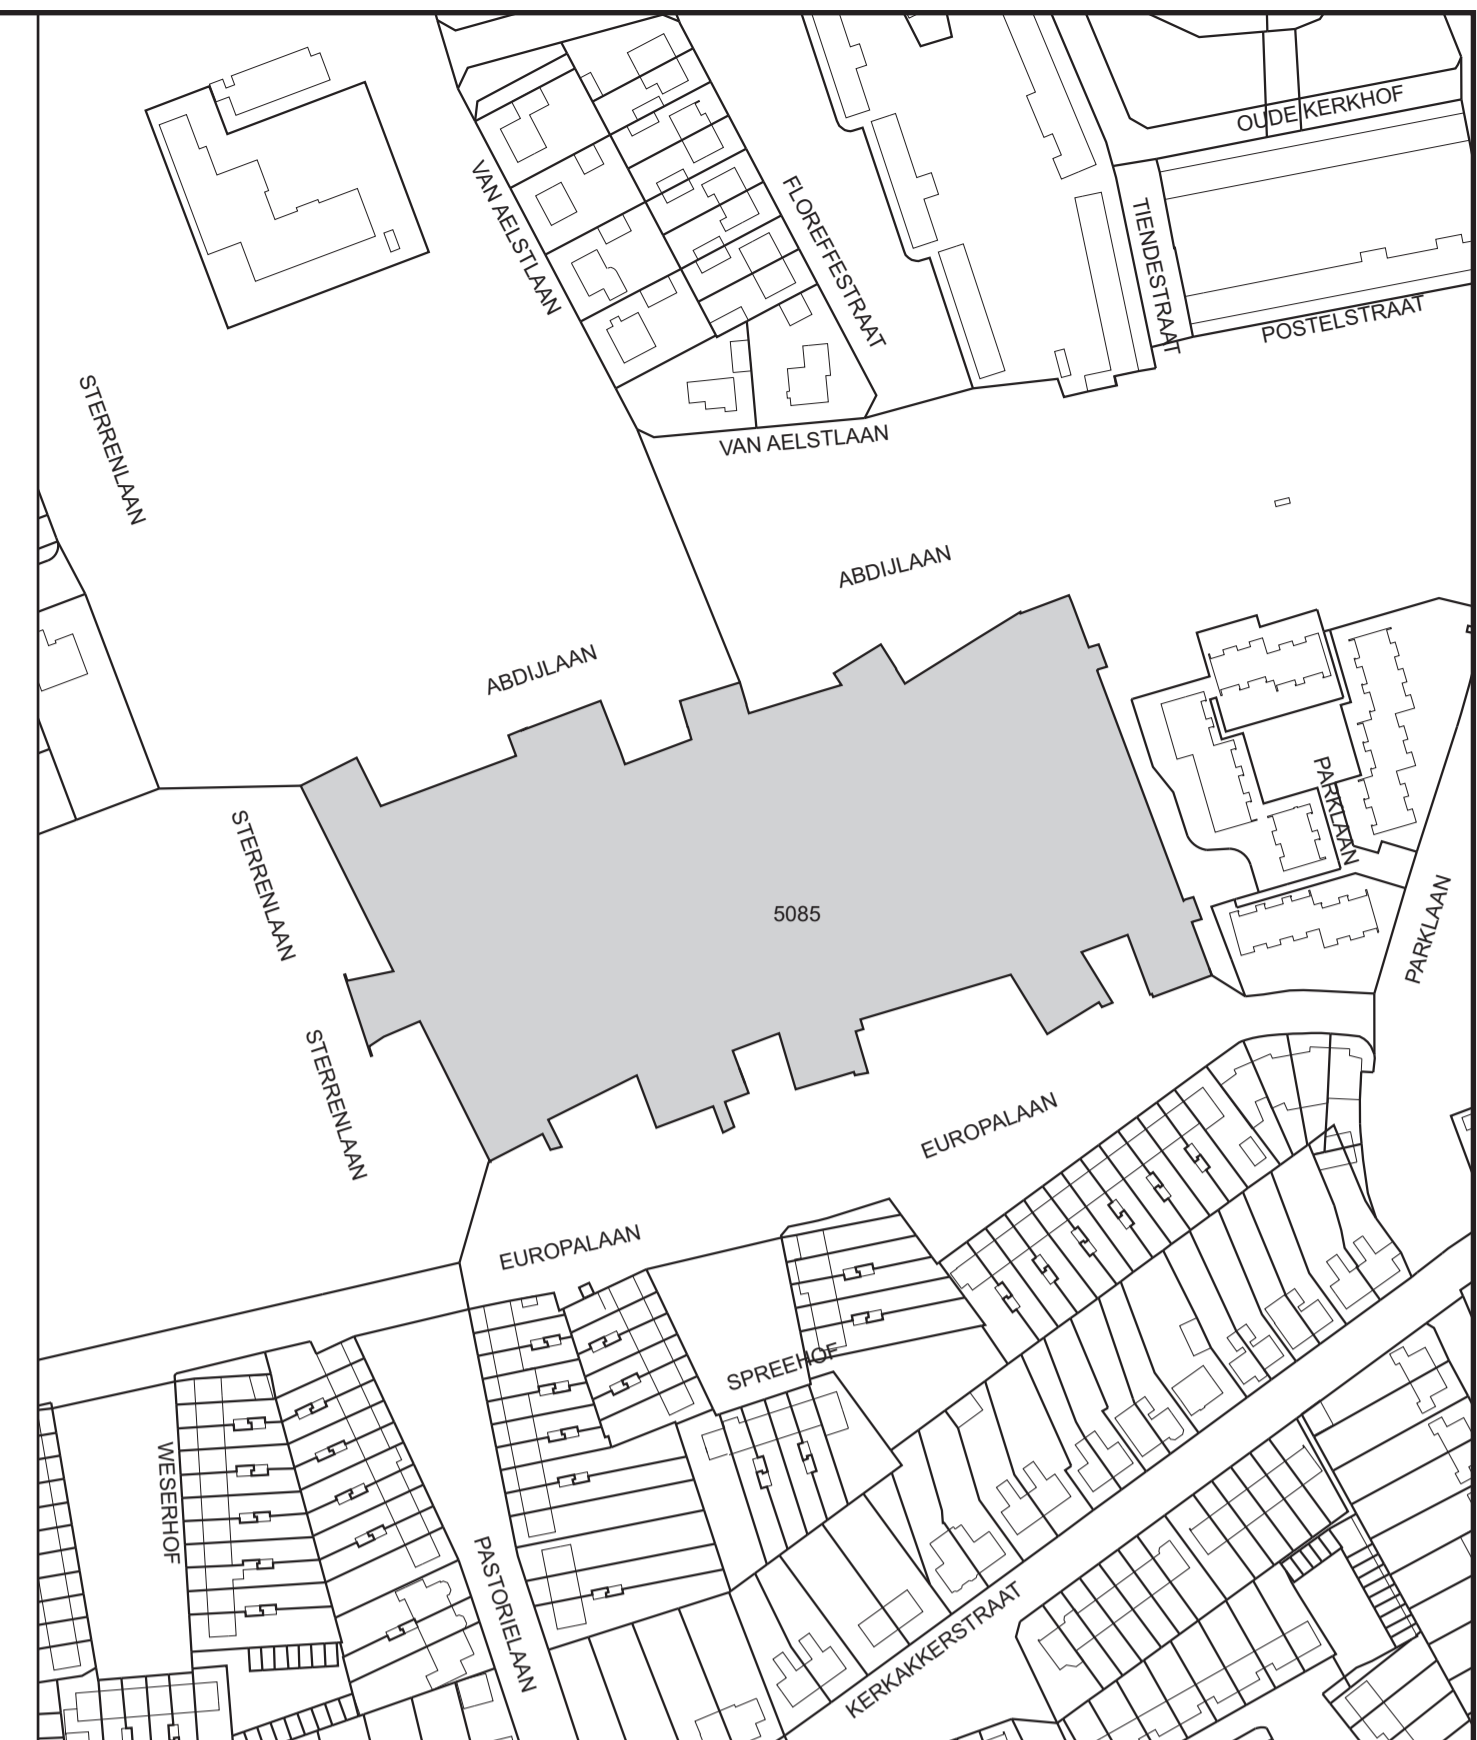 OUDE KERKHOF
VAN AELSTLAAN
FLOREFFESTRAAT
TIENDESTRAAT
POSTELSTRAAT
STERRENLAAN
VAN AELSTLAAN
ABDIJLAAN
ABDIJLAAN
PARKLAAN
STERRENLAAN
5085
PARKLAAN
STERRENLAAN
EUROPALAAN
EUROPALAAN
SPREEHOF
WESERHOF
PASTORIELAAN
KERKAKKERSTRAAT